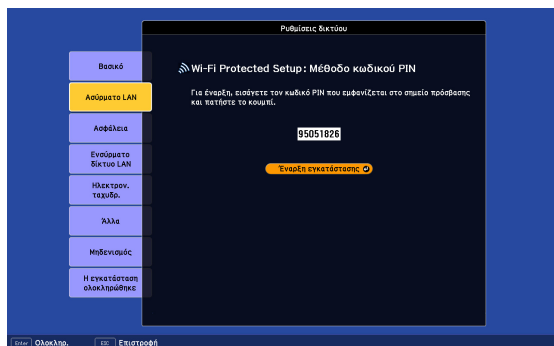 Ρυθμίσεις δικτύου
Βασικό
Ασύρματο LAN
Ασφάλεια
Ενσύρματο
δίκτυο LAN
Ηλεκτρον.
ταχυδρ.
Άλλα
Μηδενισμός
Η εγκατάσταση
ολοκληρώθηκε
Wi-Fi Protected Setup: Μέθοδο κωδικού PIN
Για έναρξη, εισάγετε τον κωδικό PIN που εμφανίζεται στο σημείο πρόσβασης
και πατήστε το κουμπί.
95051826
Έναρξη εγκατάστασης
Enter Ολοκληρ. ESC Επιστροφή